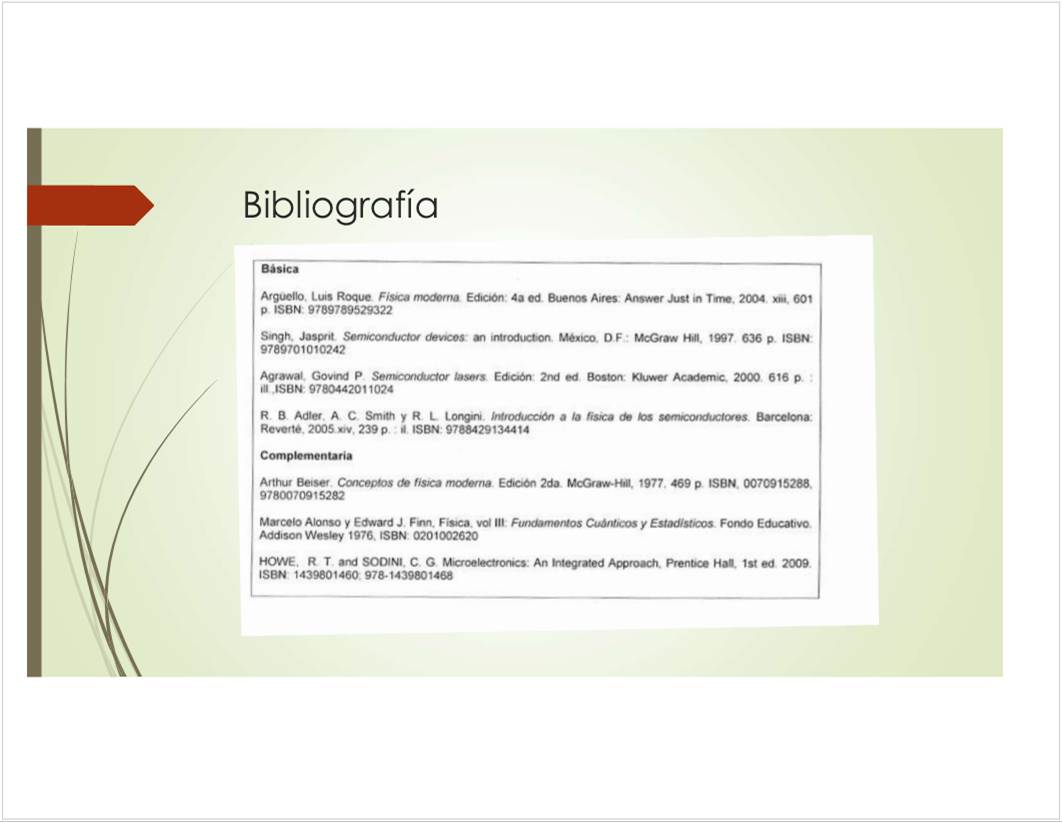 Bibliografía
Básica
Argüello, Luis Roque. Física moderna. Edición: 4a ed. Buenos Aires: Answer Just in Time, 2004. xiii, 601
p. ISBN: 9789789529322
Singh, Jasprit. Semiconductor devices: an introduction. México, D.F.: McGraw Hill, 1997. 636 p. ISBN:
9789701010242
Agrawal, Govind P. Semiconductor lasers. Edición: 2nd ed. Boston: Kluwer Academic, 2000. 616 p. :
ill.,ISBN: 9780442011024
R. B. Adler, A. C. Smith y R. L. Longini. Introducción a la física de los semiconductores. Barcelona:
Reverté, 2005.xiv, 239 p. : il. ISBN: 9788429134414
Complementaria
Arthur Beiser. Conceptos de física moderna. Edición 2da. McGraw-Hill, 1977. 469 p. ISBN, 0070915288,
9780070915282
Marcelo Alonso y Edward J. Finn, Física, vol III: Fundamentos Cuánticos y Estadísticos. Fondo Educativo.
Addison Wesley 1976, ISBN: 0201002620
HOWE, R. T. and SODINI, C. G. Microelectronics: An Integrated Approach, Prentice Hall, 1st ed. 2009.
ISBN: 1439801460; 978-1439801468